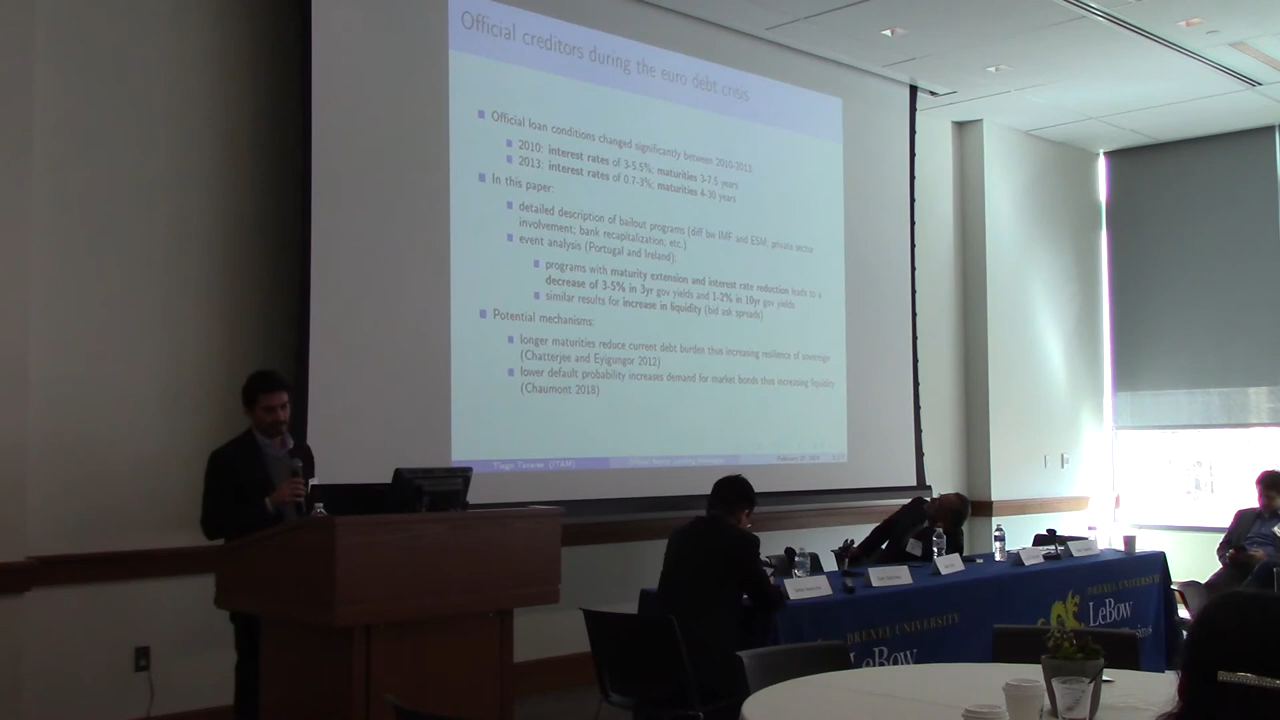 Official creditors during the euro debt crisis
Official loan conditions changed significantly between 2010-2013
2010: interest rates of 3-5.5%; maturities 3-7.5 years
2013: interest rates of 0.7-3%; maturities 4-30 years
In this paper:
detailed description of bailout programs (diff bw IMF and ESM; private sector
involvement; bank recapitalization; etc.)
event analysis (Portugal and Ireland):
programs with maturity extension and interest rate reduction leads to a
decrease of 3-5% in 3yr gov yields and 1-2% in 10yr gov yields
similar results for increase in liquidity (bid ask spreads)
Potential mechanisms:
longer maturities reduce current debt burden thus increasing resilience of sovereign
(Chatterjee and Eyigungor 2012)
lower default probability increases demand for market bonds thus increasing liquidity
(Chaumont 2018)
Tiago Tavares (ITAM)
DREXEL UNIVERSITY
LeBow
DREXEL UNIVERSITY
LeBow